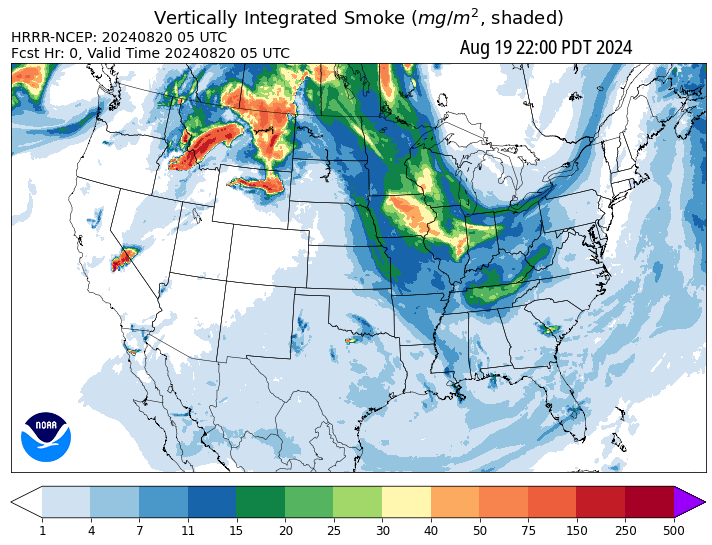 Vertically Integrated Smoke (mg/m², shaded)
HRRR-NCEP: 20240820 05 UTC
Fcst Hr: 0, Valid Time 20240820 05 UTC
Aug 19 22:00 PDT 2024
NOAA
1 4 7 11 15 20 25 30 40 50 75 150 250 500